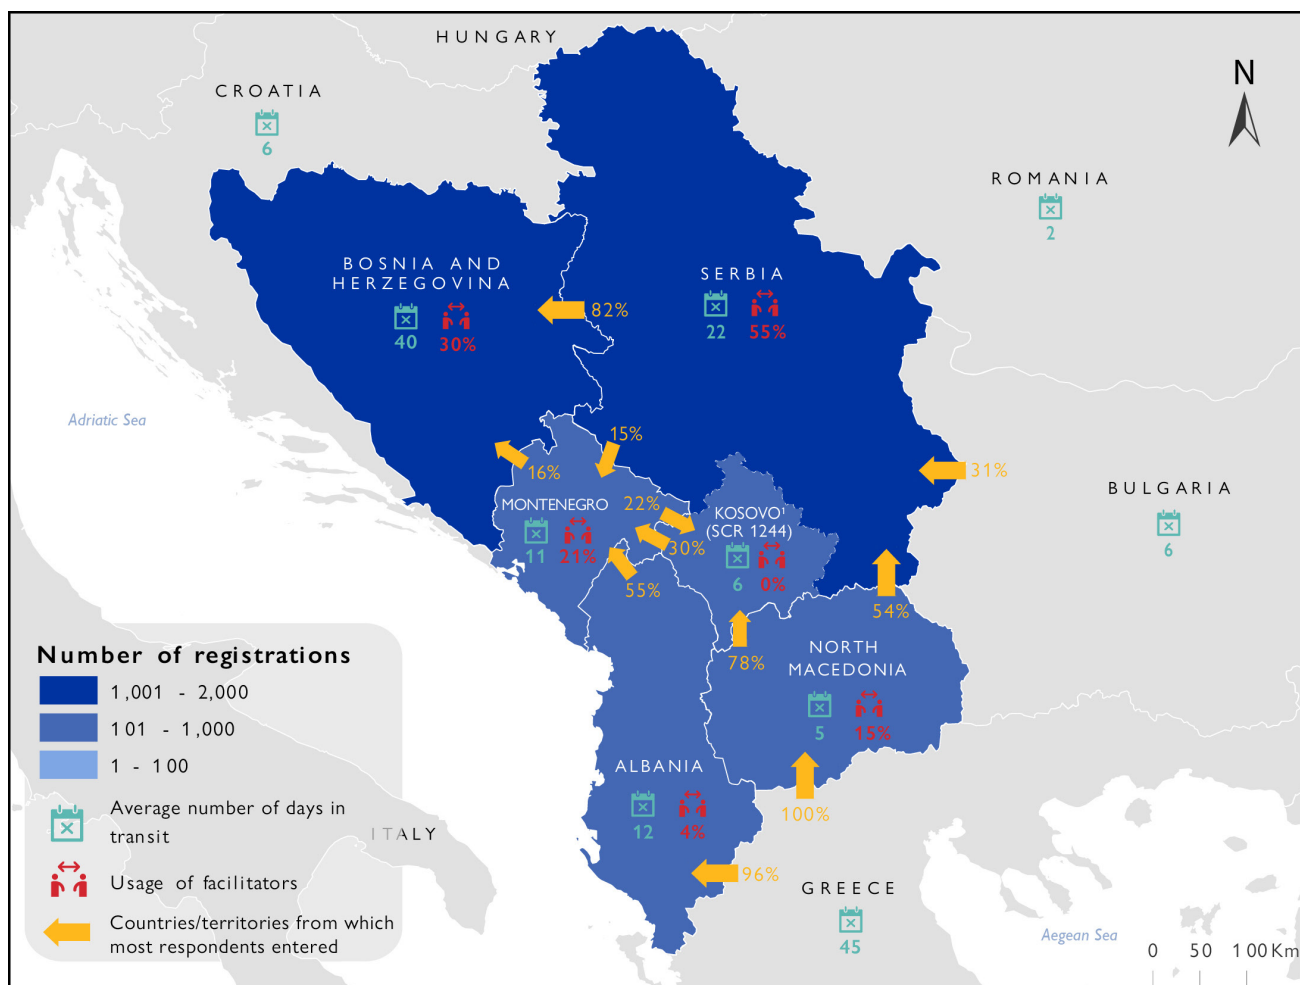 HUNGARY
CROATIA
6
N
ROMANIA
2
BOSNIA AND
HERZEGOVINA
40
30%
82%
SERBIA
22
55%
Adriatic Sea
15%
16%
31%
BULGARIA
6
MONTENEGRO
11
21%
22%
30%
KOSOVO¹
(SCR 1244)
6
0%
55%
54%
78%
NORTH
MACEDONIA
5
15%
100%
ALBANIA
12
4%
96%
GREECE
45
ITALY
Aegean Sea
0 50 100 Km
Number of registrations
1,001 - 2,000
101 - 1,000
1 - 100
Average number of days in
transit
Usage of facilitators
Countries/territories from which
most respondents entered